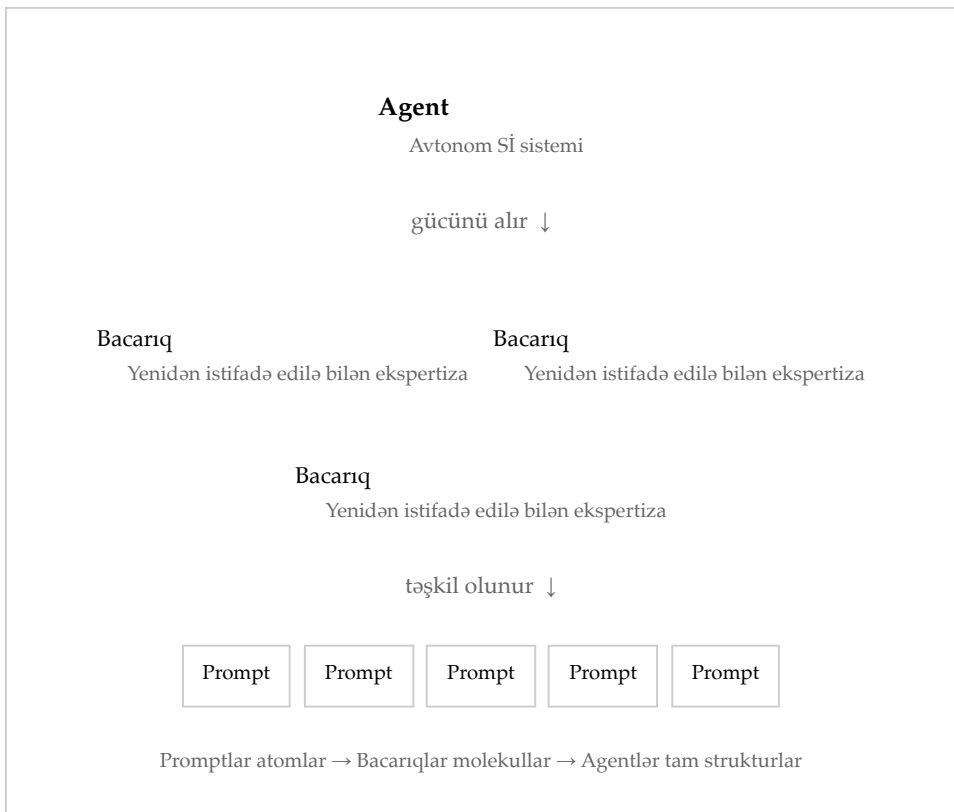 Agent
Avtonom Sİ sistemi
gücünü alır ↓
Bacarıq Bacarıq
Yenidən istifadə edilə bilən ekspertiza Yenidən istifadə edilə bilən ekspertiza
Bacarıq
Yenidən istifadə edilə bilən ekspertiza
təşkil olunur ↓
Prompt Prompt Prompt Prompt Prompt
Promptlar atomlar → Bacarıqlar molekullar → Agentlər tam strukturlar